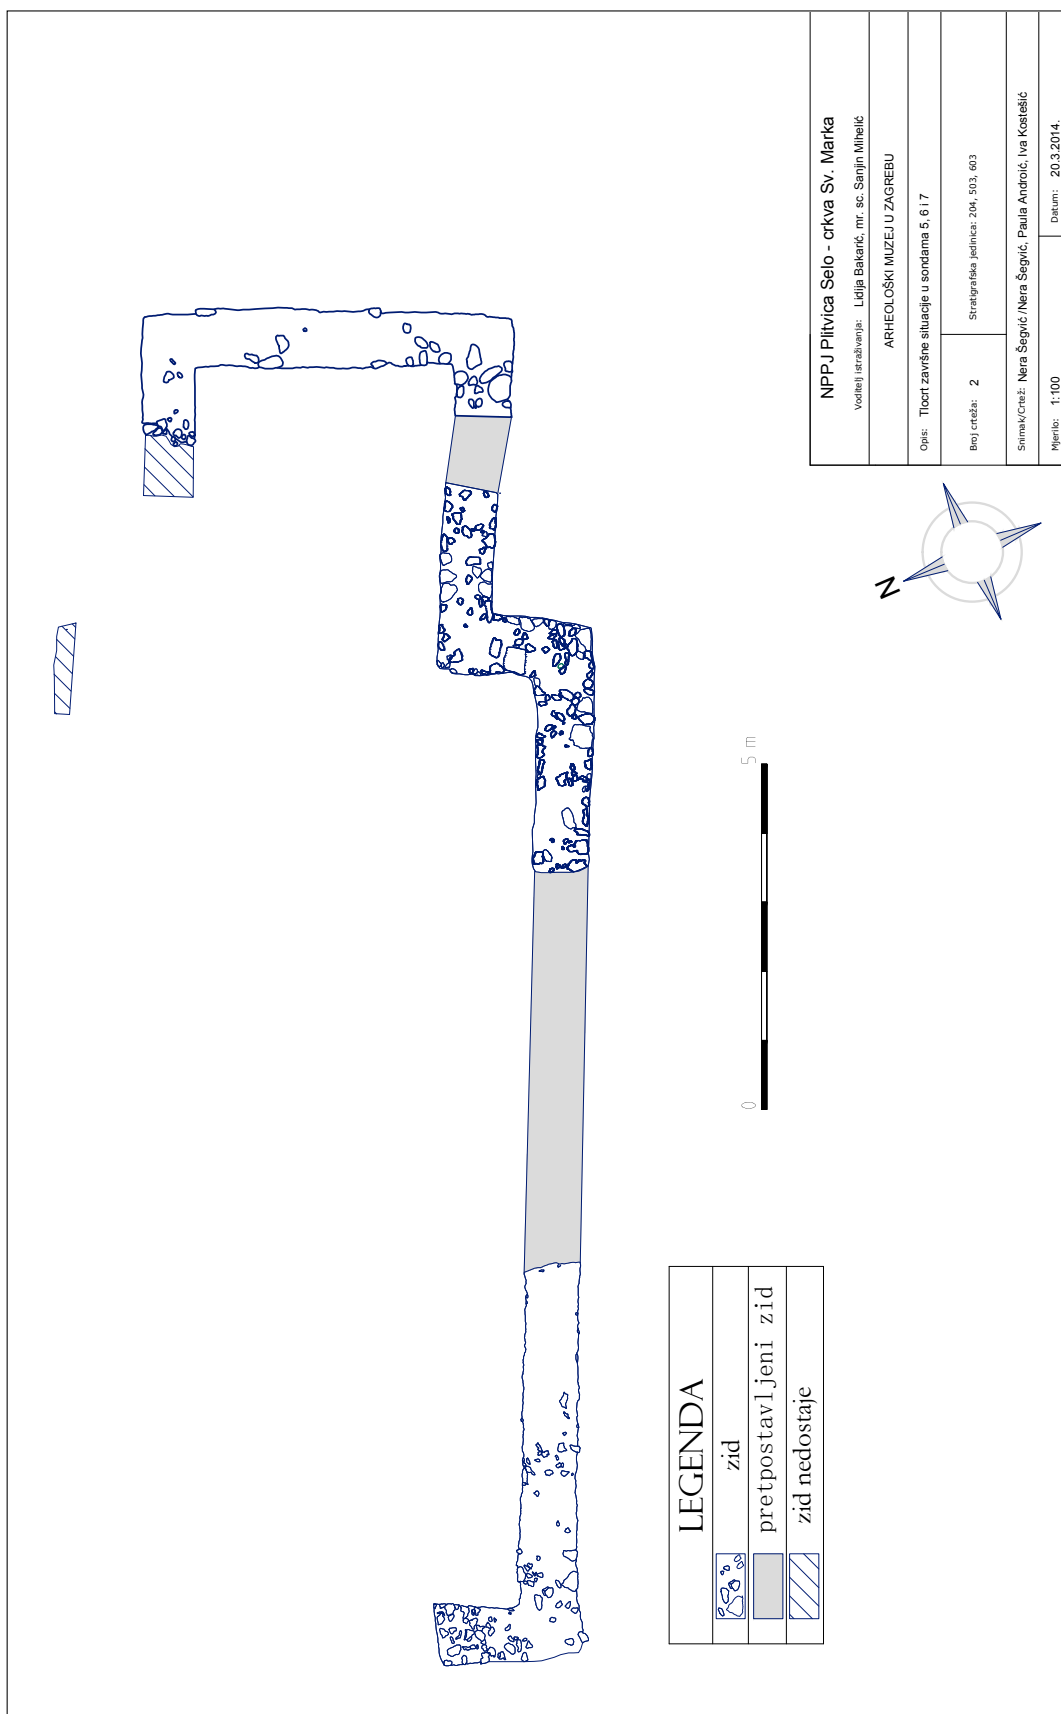 NPPJ Plitvica Selo - crkva Sv. Marka
Voditelj istraživanja: Lidija Bakarić, mr. sc. Sanjin Mihelić
ARHEOLOŠKI MUZEJ U ZAGREBU
Opis: Tlocrt završne situacije u sondama 5, 6 i 7
Broj crteža: 2 Stratigrafska jedinica: 204, 503, 603
Snimak/Crtež: Nera Šegvić /Nera Šegvić, Paula Androić, Iva Kostešić
Mjerilo: 1:100 Datum: 20.3.2014.
N
0 5 m
LEGENDA
zid
pretpostavljeni zid
zid nedostaje